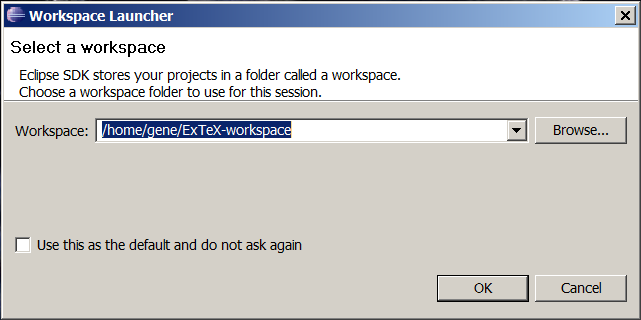 Workspace Launcher
Select a workspace
Eclipse SDK stores your projects in a folder called a workspace.
Choose a workspace folder to use for this session.
Workspace: /home/gene/ExTeX-workspace Browse...
Use this as the default and do not ask again
OK Cancel